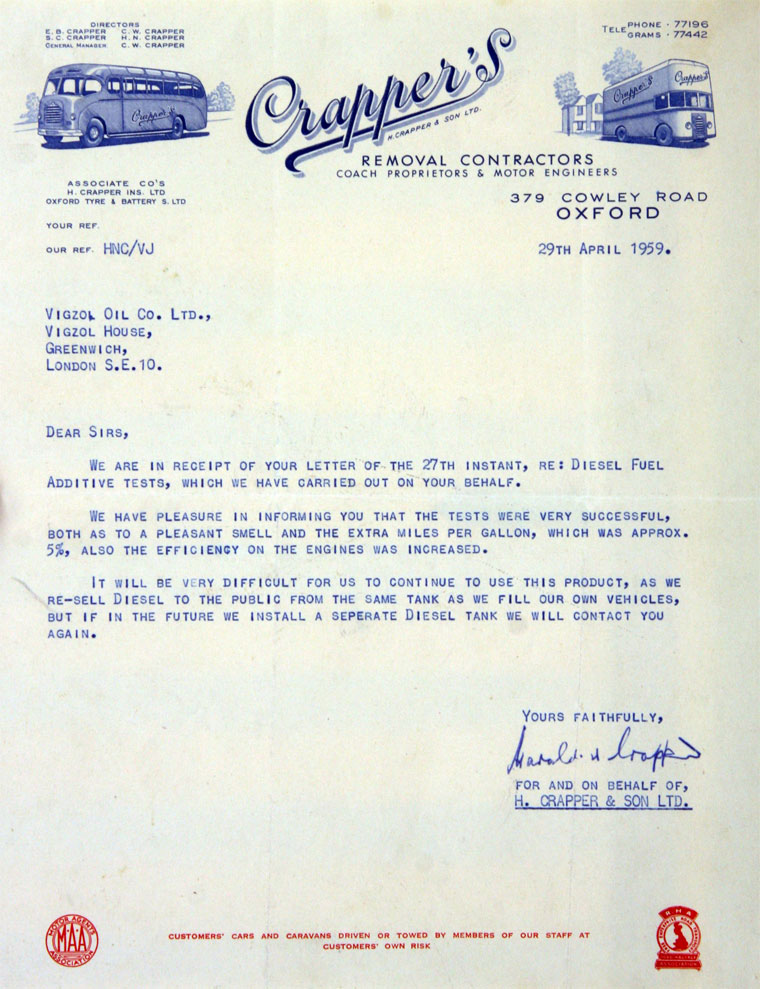 DIRECTORS
E. B. CRAPPER C. W. CRAPPER
S. C. CRAPPER H. N. CRAPPER
GENERAL MANAGER C. W. CRAPPER
TELE PHONE · 77196
GRAMS · 77442
Crapper's
Crapper's
H. CRAPPER & SON LTD.
Crapper's
Crapper's
REMOVAL CONTRACTORS
COACH PROPRIETORS & MOTOR ENGINEERS
ASSOCIATE CO'S
H. CRAPPER INS. LTD
OXFORD TYRE & BATTERY S. LTD
379 COWLEY ROAD
OXFORD
YOUR REF.
OUR REF. HNC/VJ
29TH APRIL 1959.
VIGZOL OIL CO. LTD.,
VIGZOL HOUSE,
GREENWICH,
LONDON S.E.10.
DEAR SIRS,
WE ARE IN RECEIPT OF YOUR LETTER OF THE 27TH INSTANT, RE: DIESEL FUEL
ADDITIVE TESTS, WHICH WE HAVE CARRIED OUT ON YOUR BEHALF.
WE HAVE PLEASURE IN INFORMING YOU THAT THE TESTS WERE VERY SUCCESSFUL,
BOTH AS TO A PLEASANT SMELL AND THE EXTRA MILES PER GALLON, WHICH WAS APPROX.
5%, ALSO THE EFFICIENCY ON THE ENGINES WAS INCREASED.
IT WILL BE VERY DIFFICULT FOR US TO CONTINUE TO USE THIS PRODUCT, AS WE
RE-SELL DIESEL TO THE PUBLIC FROM THE SAME TANK AS WE FILL OUR OWN VEHICLES,
BUT IF IN THE FUTURE WE INSTALL A SEPERATE DIESEL TANK WE WILL CONTACT YOU
AGAIN.
YOURS FAITHFULLY,
Harold N Crapper
FOR AND ON BEHALF OF,
H. CRAPPER & SON LTD.
MOTOR AGENTS
MAA
ASSOCIATION
CUSTOMERS' CARS AND CARAVANS DRIVEN OR TOWED BY MEMBERS OF OUR STAFF AT
CUSTOMERS' OWN RISK
RHA
ASSOCIATION